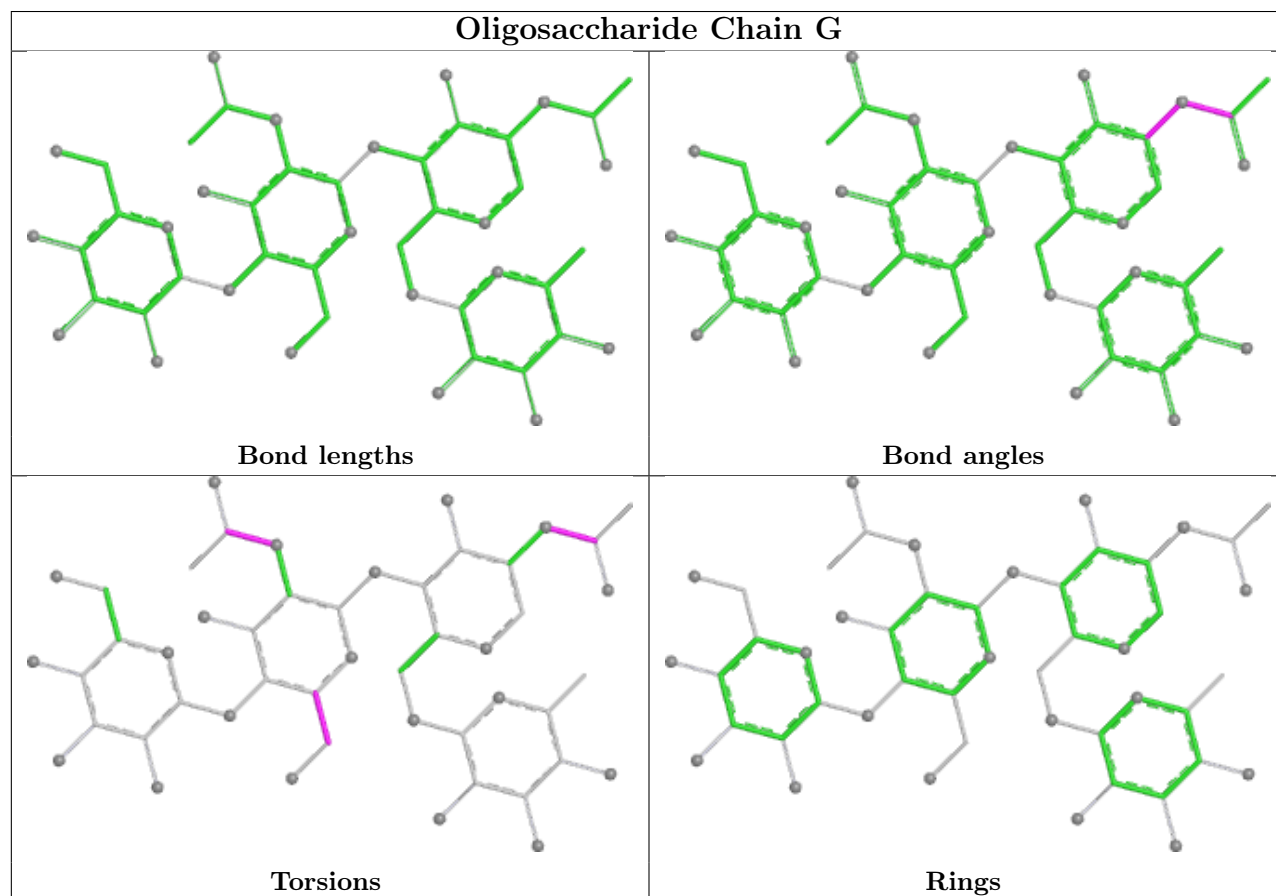 Oligosaccharide Chain G
Bond lengths
Bond angles
Torsions
Rings